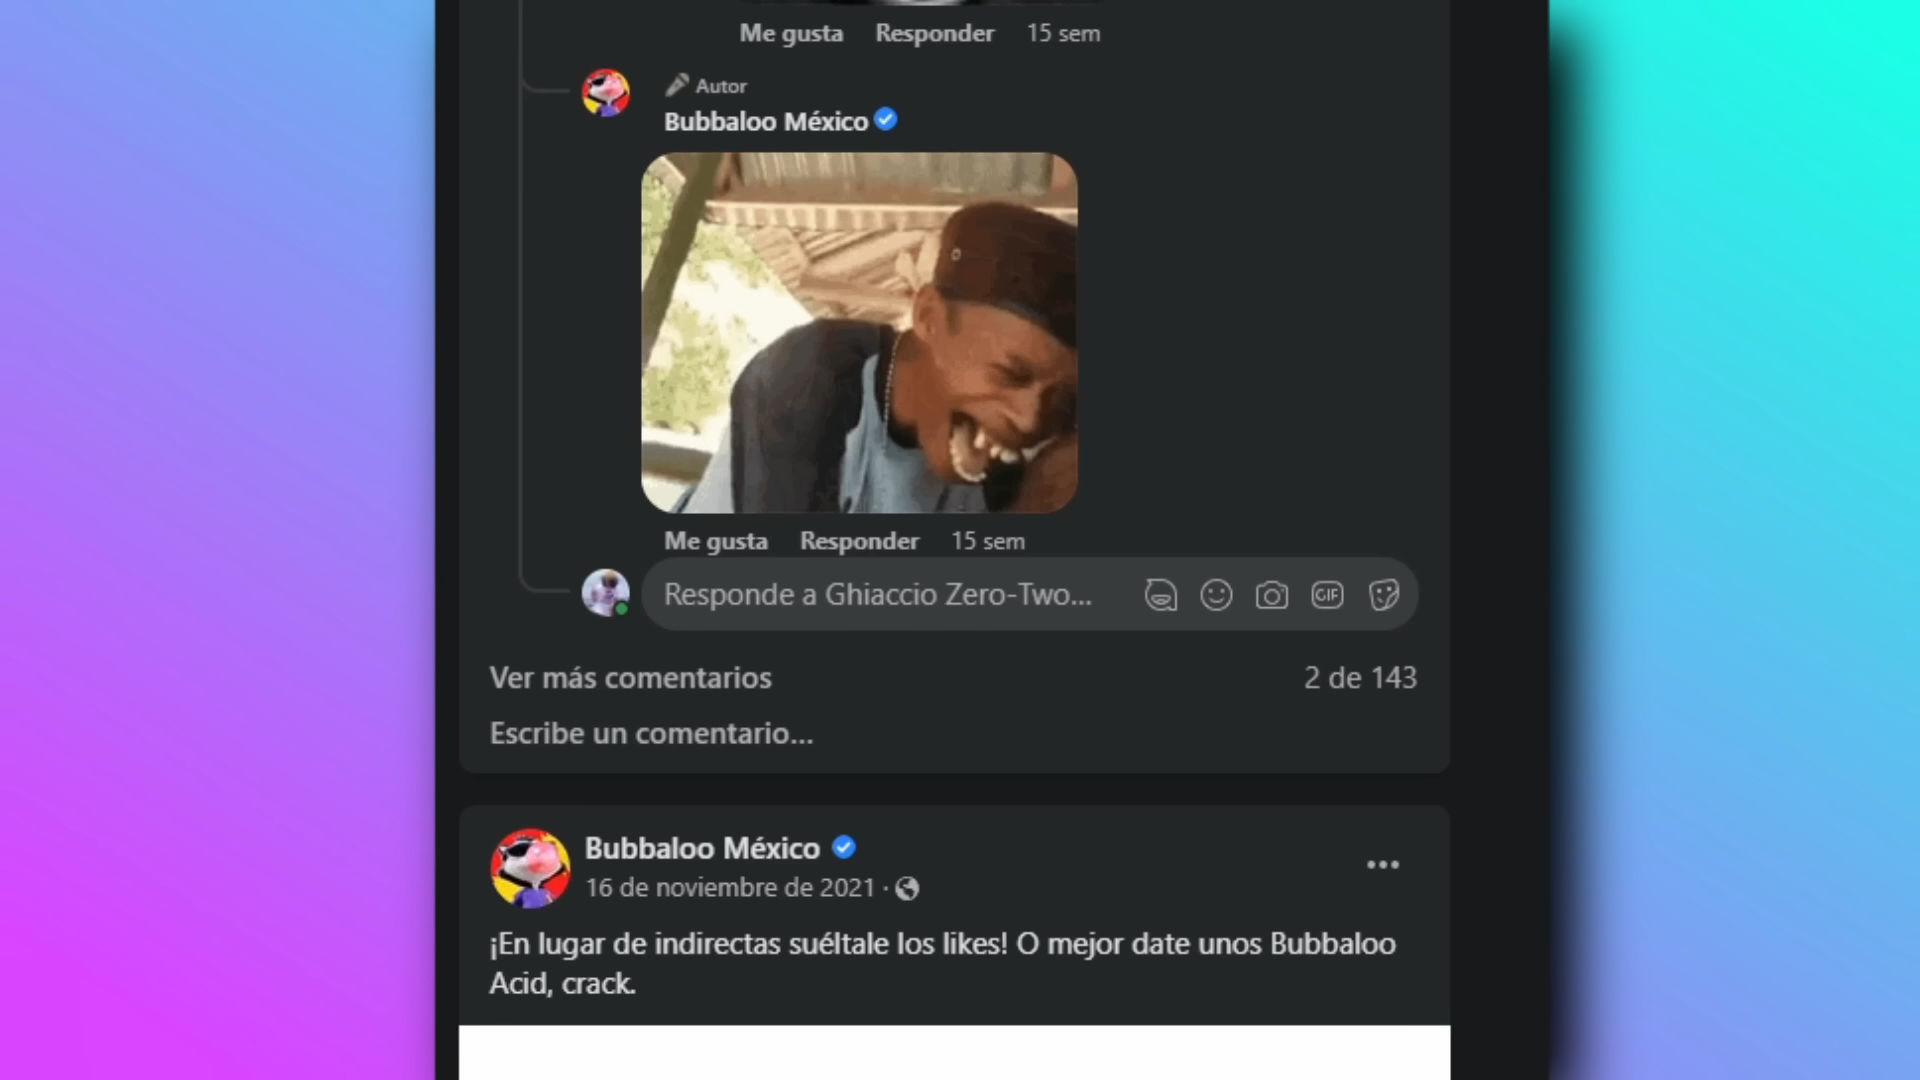 Me gusta Responder 15 sem
Autor
Bubbaloo México
Me gusta Responder 15 sem
Responde a Ghiaccio Zero-Two...
GIF
Ver más comentarios 2 de 143
Escribe un comentario...
Bubbaloo México
16 de noviembre de 2021 ·
¡En lugar de indirectas suéltale los likes! O mejor date unos Bubbaloo
Acid, crack.